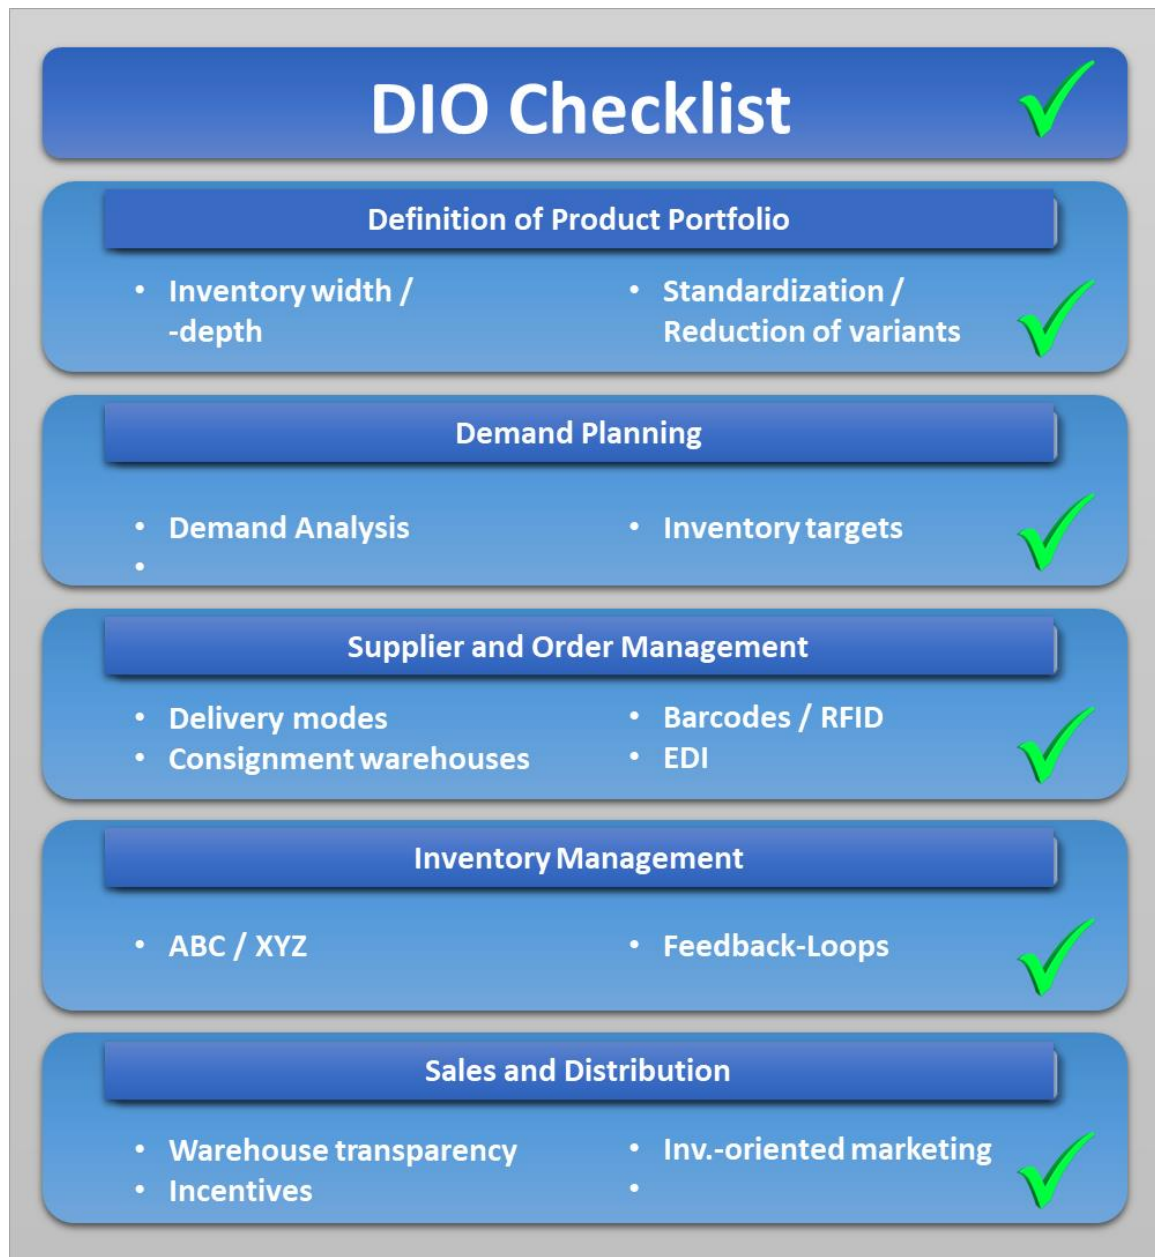 DIO Checklist
Definition of Product Portfolio
• Inventory width /
-depth
• Standardization /
Reduction of variants
Demand Planning
• Demand Analysis
•
• Inventory targets
Supplier and Order Management
• Delivery modes
• Consignment warehouses
• Barcodes / RFID
• EDI
Inventory Management
• ABC / XYZ
• Feedback-Loops
Sales and Distribution
• Warehouse transparency
• Incentives
• Inv.-oriented marketing
•